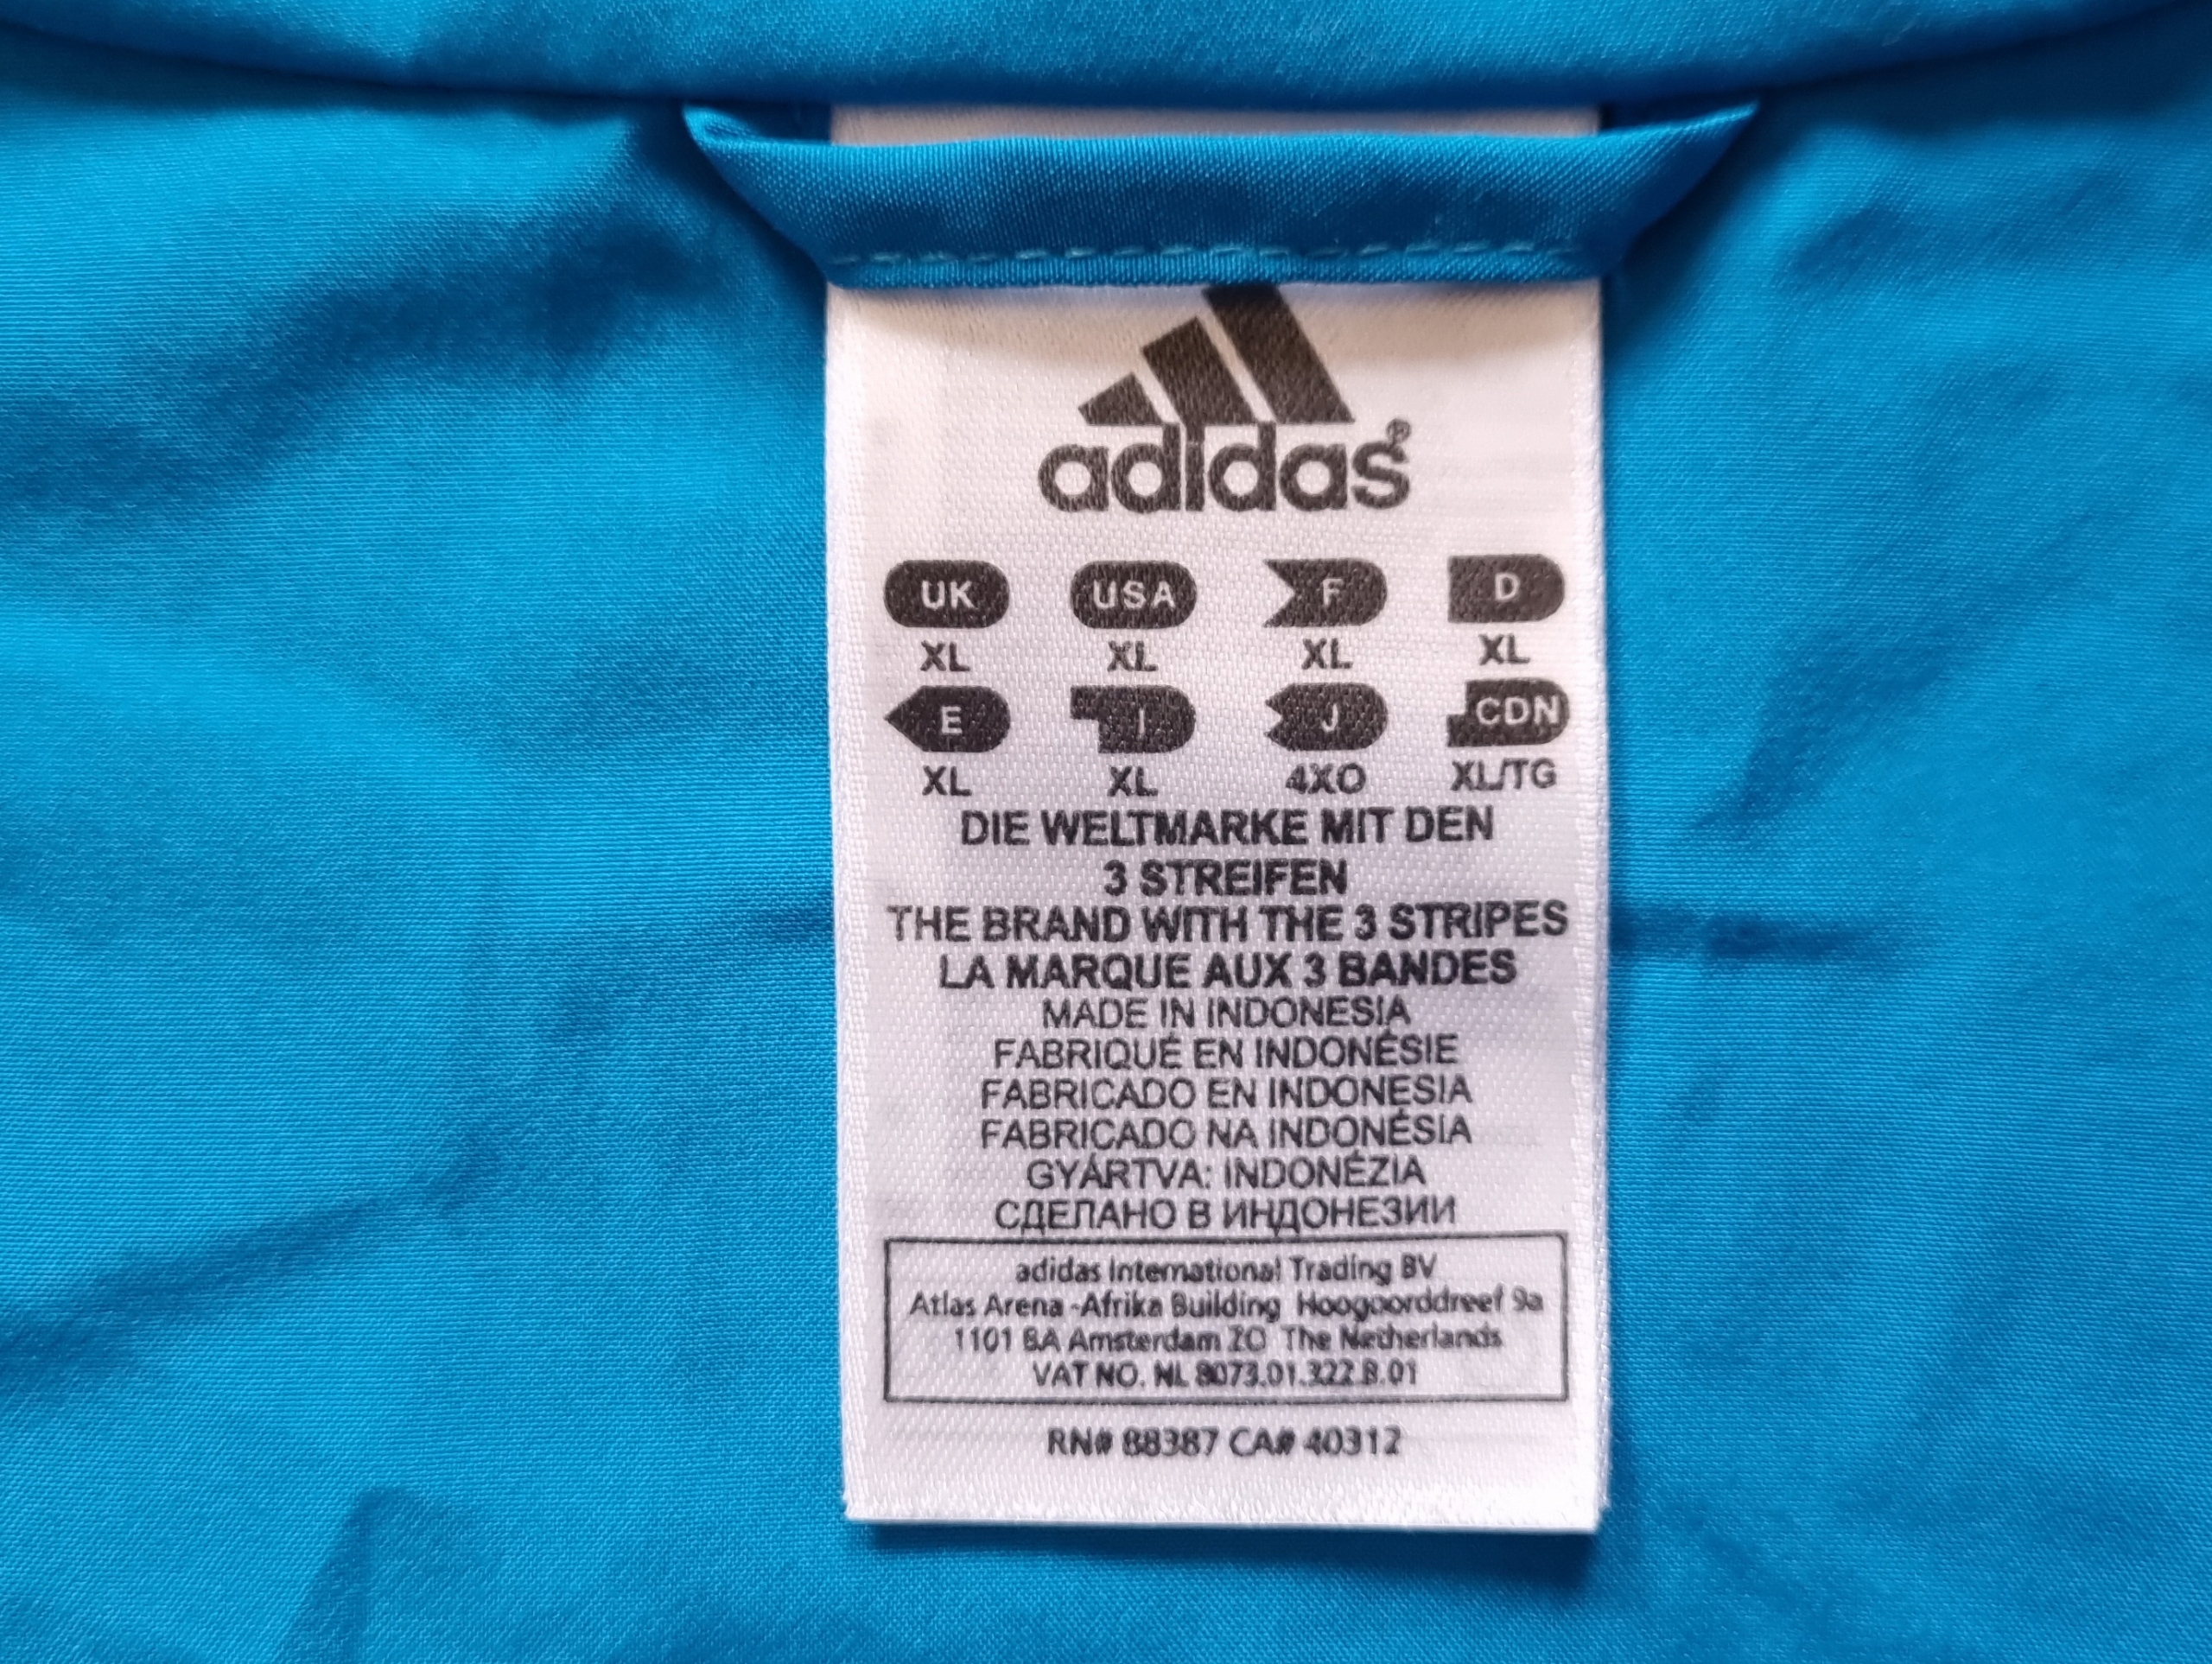 adidas®
UK USA F D
XL XL XL XL
E I J CDN
XL XL 4XO XL/TG
DIE WELTMARKE MIT DEN
3 STREIFEN
THE BRAND WITH THE 3 STRIPES
LA MARQUE AUX 3 BANDES
MADE IN INDONESIA
FABRIQUÉ EN INDONÉSIE
FABRICADO EN INDONESIA
FABRICADO NA INDONÉSIA
GYÁRTVA: INDONÉZIA
СДЕЛАНО В ИНДОНЕЗИИ
adidas International Trading BV
Atlas Arena -Afrika Building Hoogoorddreef 9a
1101 BA Amsterdam ZO The Netherlands
VAT NO. NL 8073.01.322.B.01
RN# 88387 CA# 40312